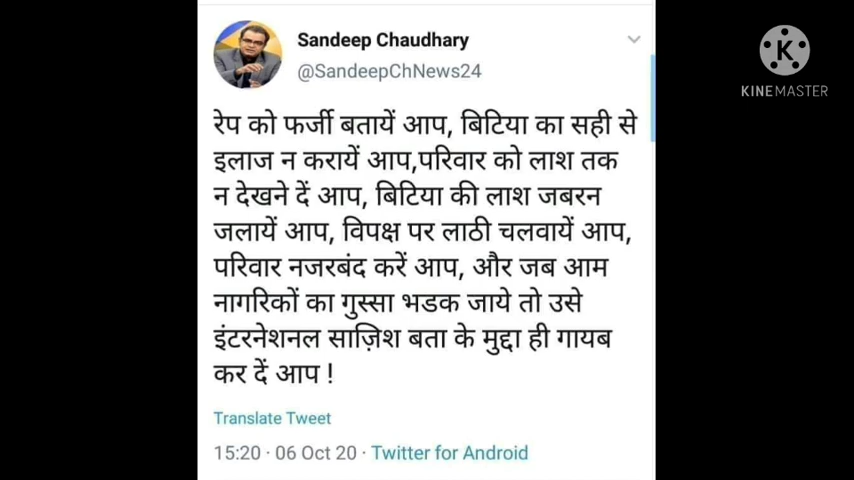 Sandeep Chaudhary
@SandeepChNews24
रेप को फर्जी बतायें आप, बिटिया का सही से
इलाज न करायें आप,परिवार को लाश तक
न देखने दें आप, बिटिया की लाश जबरन
जलायें आप, विपक्ष पर लाठी चलवायें आप,
परिवार नजरबंद करें आप, और जब आम
नागरिकों का गुस्सा भडक जाये तो उसे
इंटरनेशनल साज़िश बता के मुद्दा ही गायब
कर दें आप !
Translate Tweet
15:20 · 06 Oct 20 · Twitter for Android
K
KINEMASTER